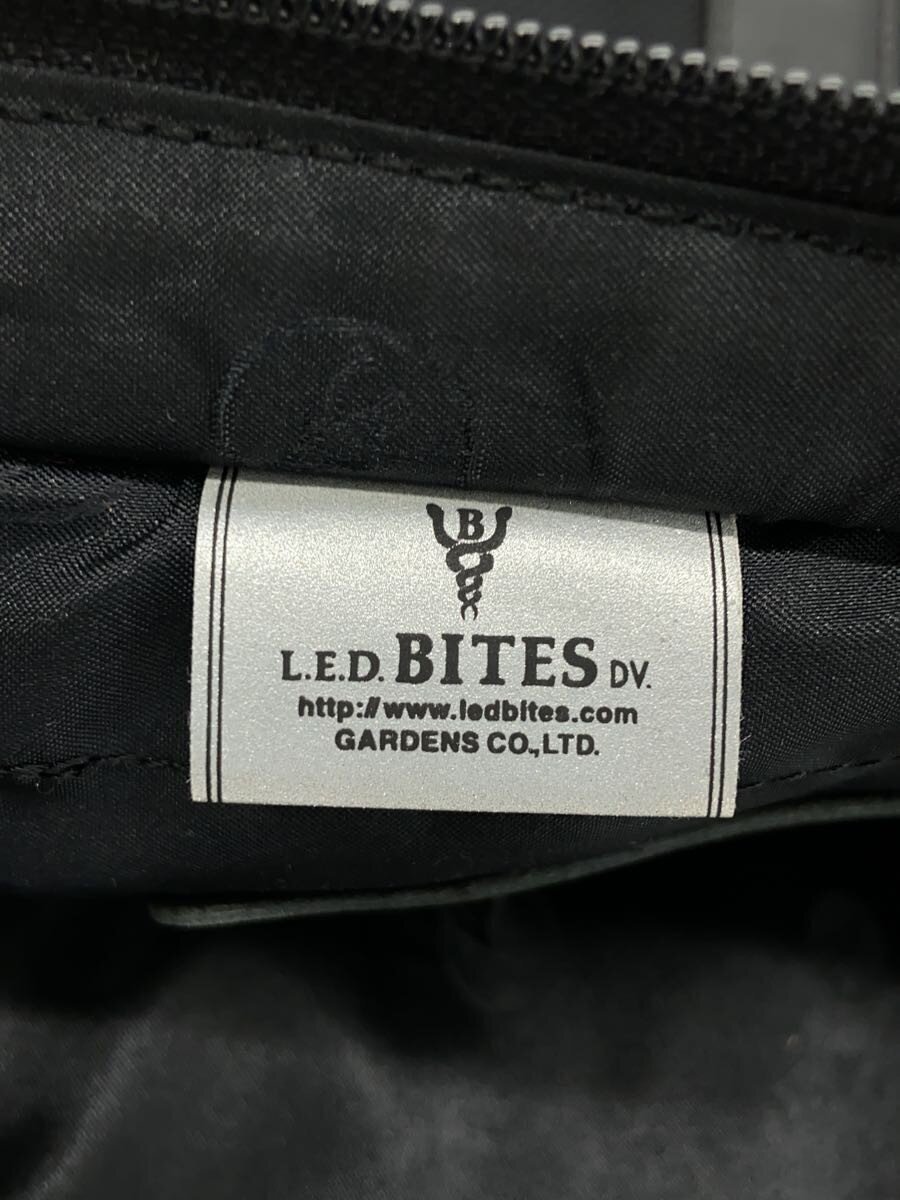 B
L.E.D. BITES DV.
http://www.ledbites.com
GARDENS CO.,LTD.